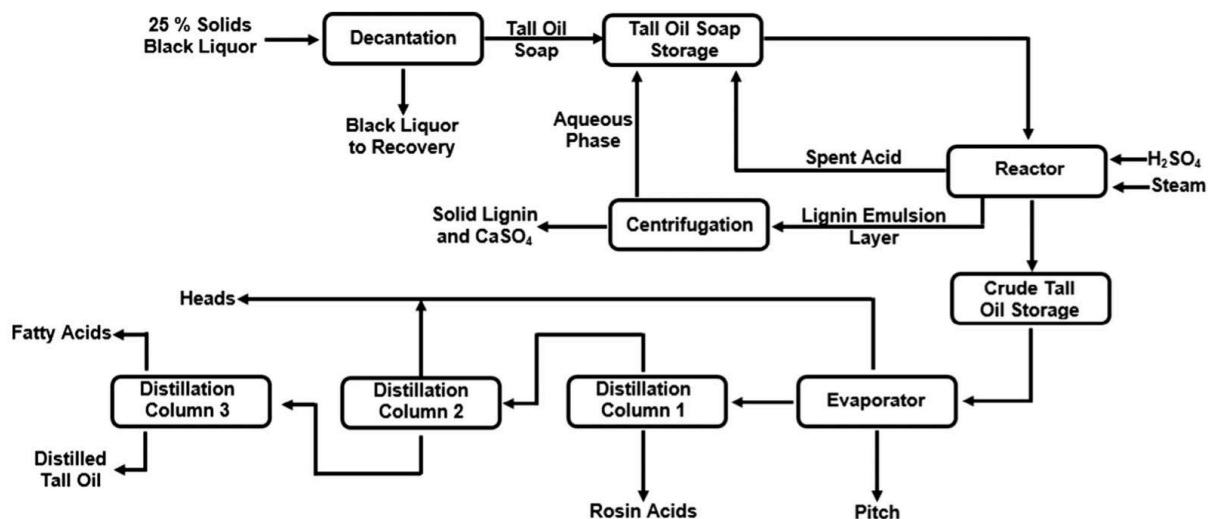 25 % Solids
Black Liquor
Decantation
Tall Oil
Soap
Tall Oil Soap
Storage
Black Liquor
to Recovery
Aqueous
Phase
Spent Acid
Reactor
H₂SO₄
Steam
Solid Lignin
and CaSO₄
Centrifugation
Lignin Emulsion
Layer
Crude Tall
Oil Storage
Heads
Fatty Acids
Distillation
Column 3
Distillation
Column 2
Distillation
Column 1
Evaporator
Distilled
Tall Oil
Rosin Acids
Pitch